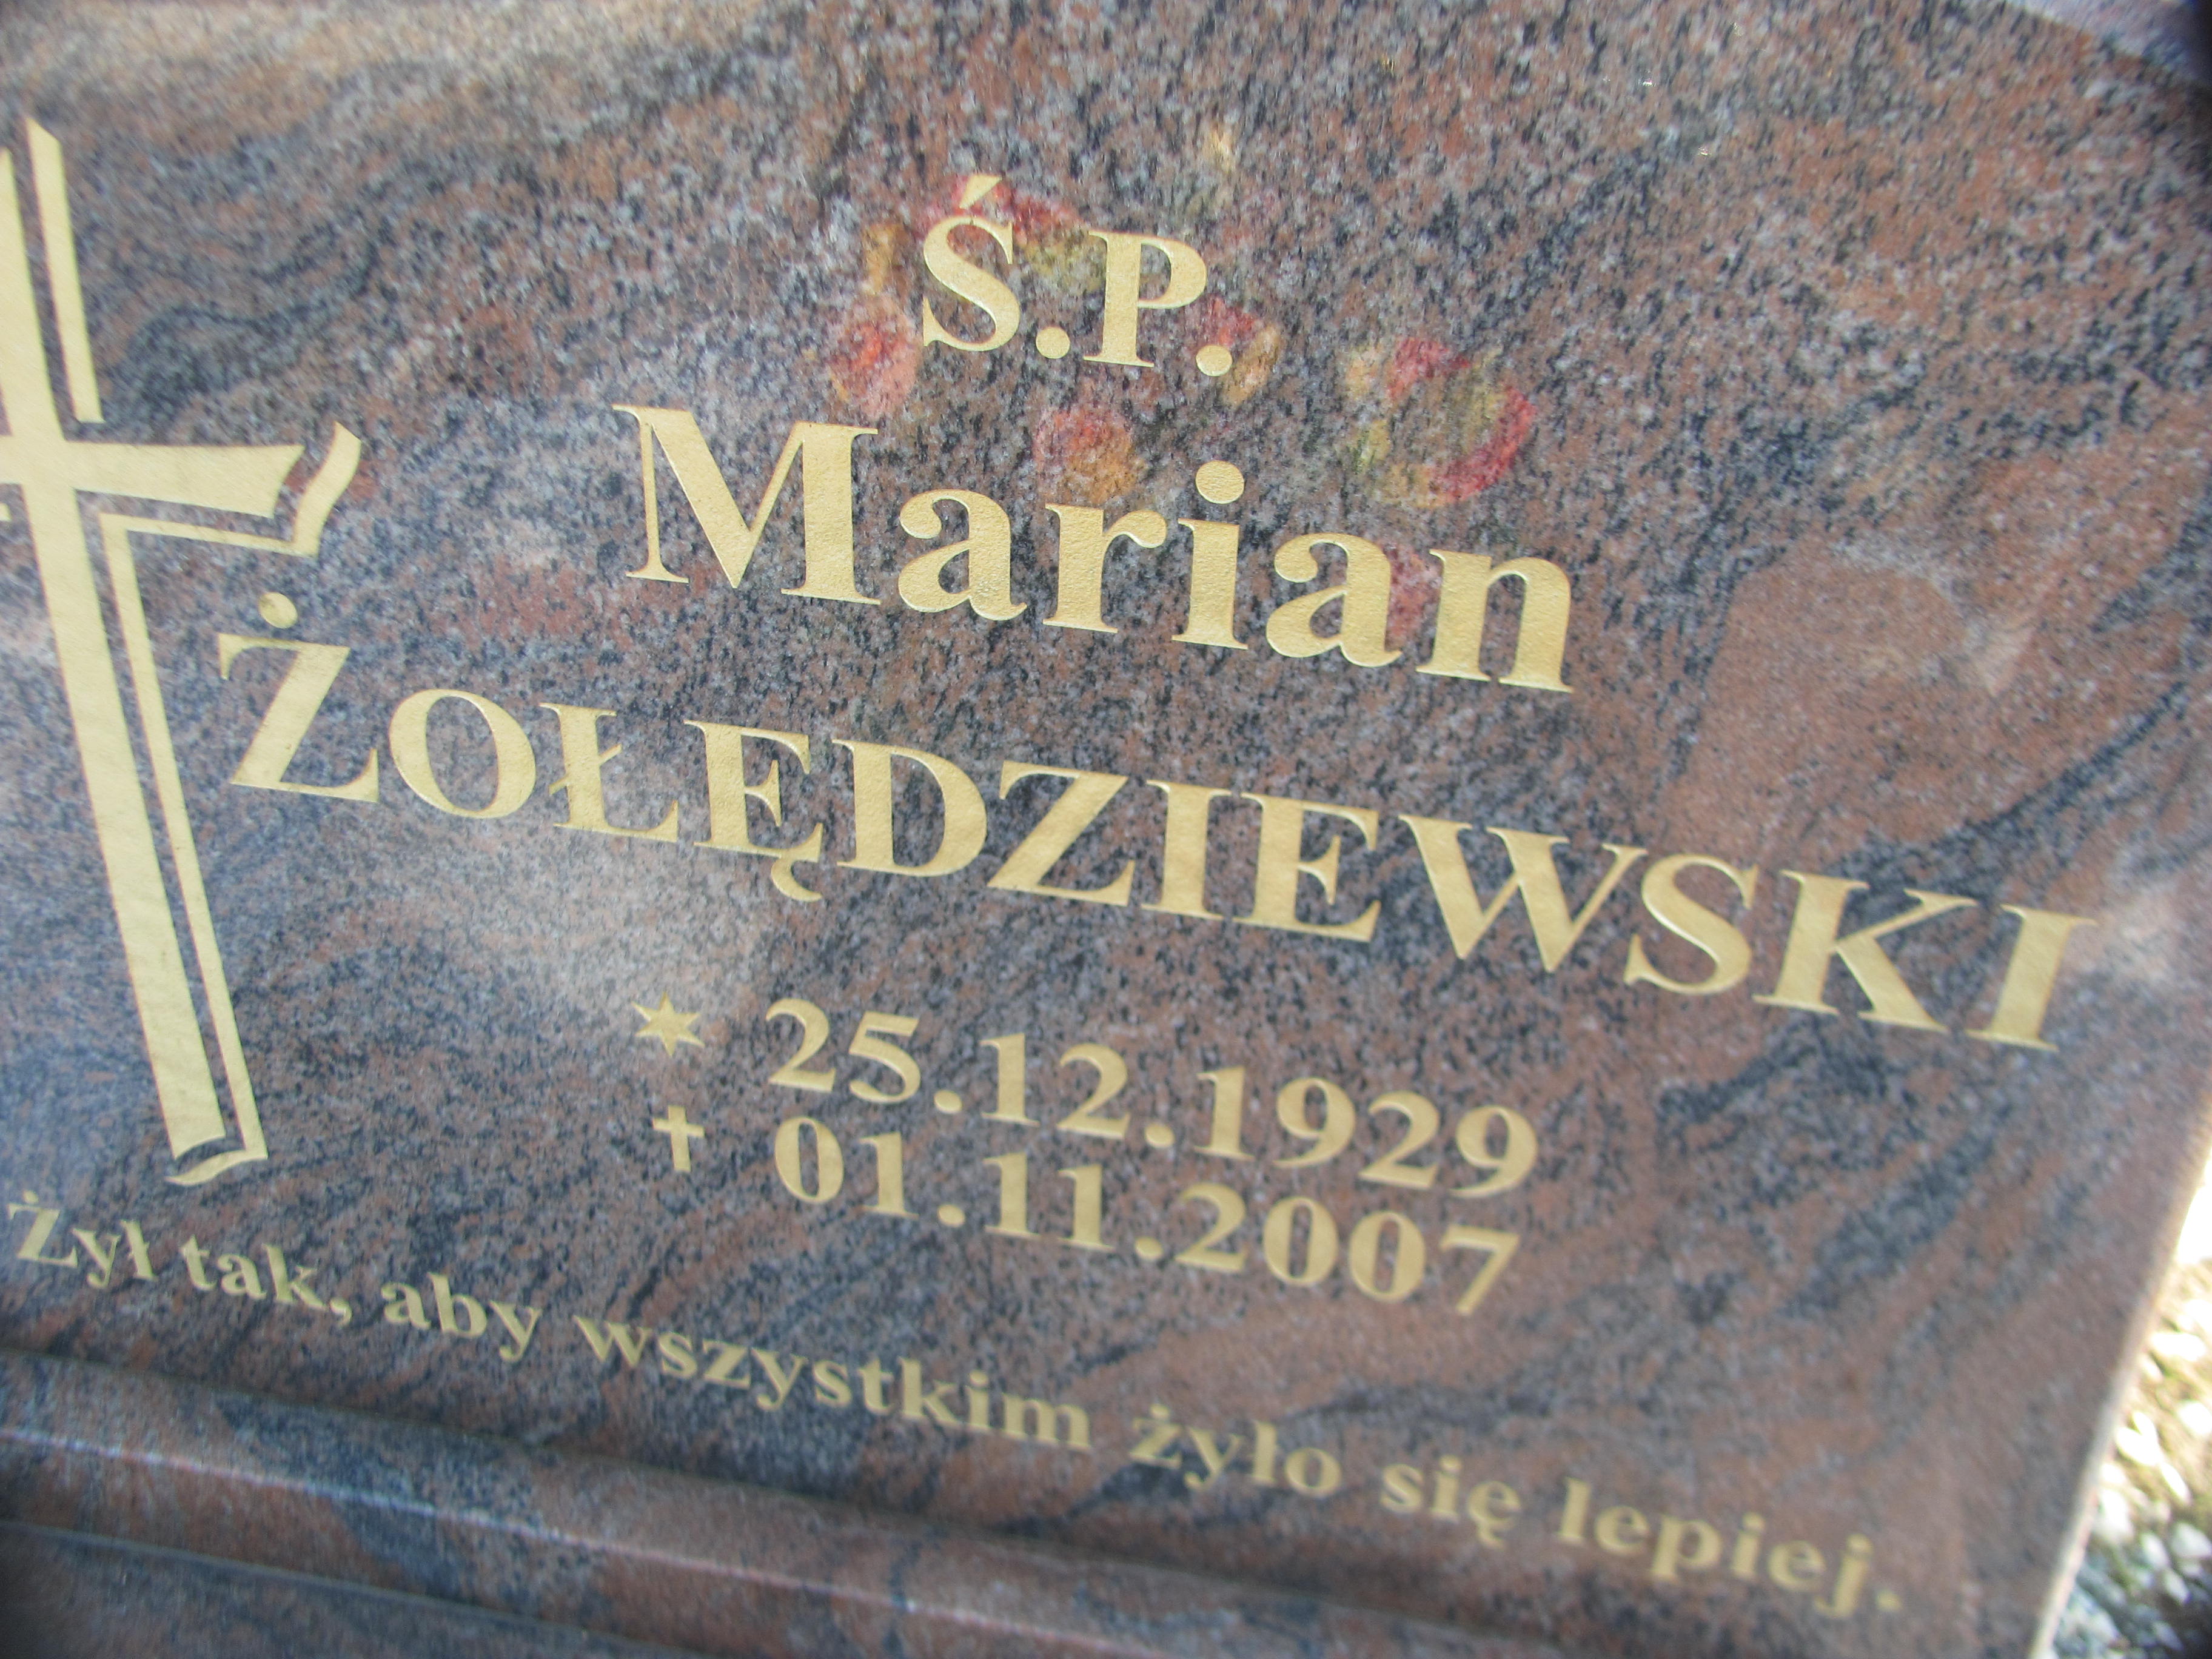 Ś.P.
Marian
ŻOŁĘDZIEWSKI
✶ 25.12.1929
✝ 01.11.2007
Żył tak, aby wszystkim żyło się lepiej.